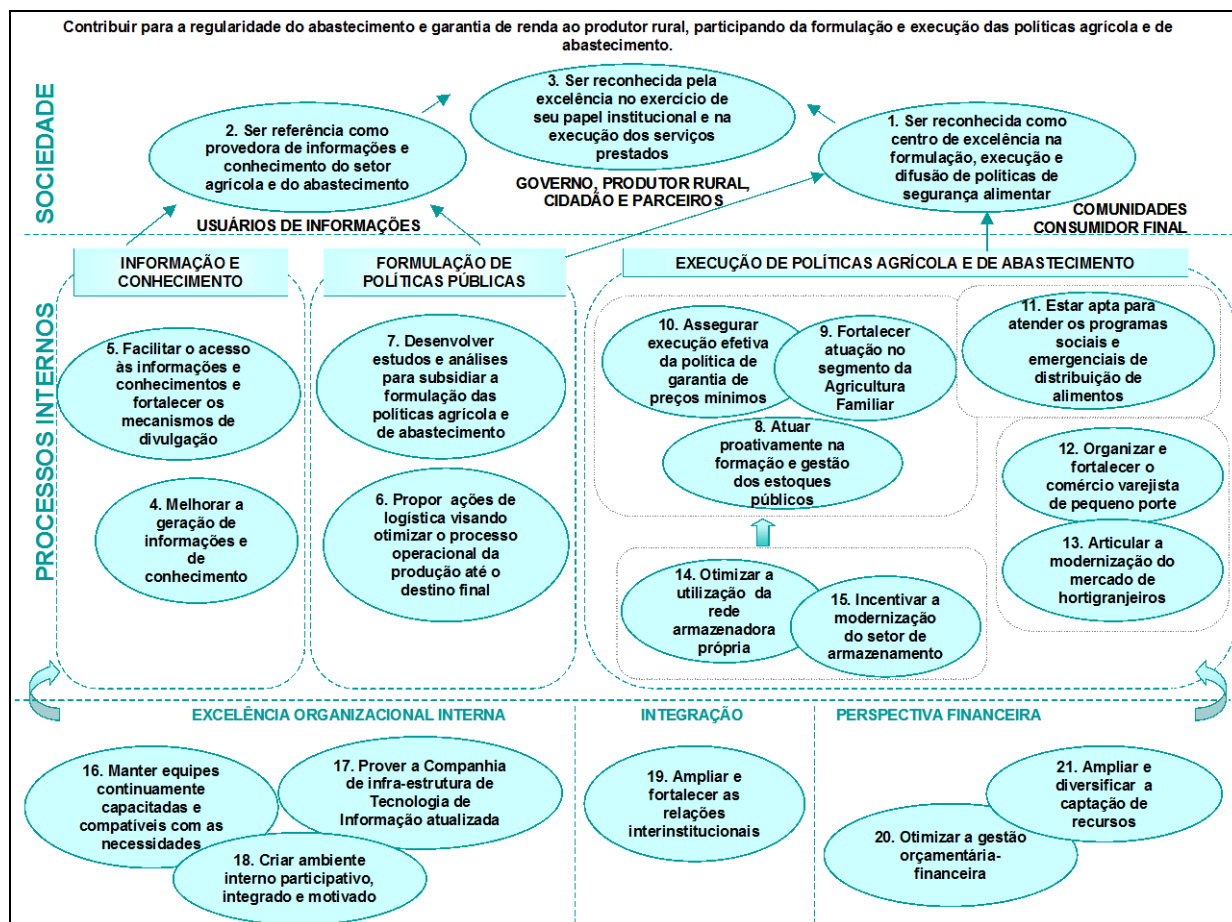 Contribuir para a regularidade do abastecimento e garantia de renda ao produtor rural, participando da formulação e execução das políticas agrícola e de
abastecimento.
SOCIEDADE
3. Ser reconhecida pela
excelência no exercício de
seu papel institucional e na
execução dos serviços
prestados
2. Ser referência como
provedora de informações e
conhecimento do setor
agrícola e do abastecimento
1. Ser reconhecida como
centro de excelência na
formulação, execução e
difusão de políticas de
segurança alimentar
GOVERNO, PRODUTOR RURAL,
CIDADÃO E PARCEIROS
USUÁRIOS DE INFORMAÇÕES
COMUNIDADES
CONSUMIDOR FINAL
PROCESSOS INTERNOS
INFORMAÇÃO E
CONHECIMENTO
5. Facilitar o acesso
às informações e
conhecimentos e
fortalecer os
mecanismos de
divulgação
4. Melhorar a
geração de
informações e
de
conhecimento
FORMULAÇÃO DE
POLÍTICAS PÚBLICAS
7. Desenvolver
estudos e análises
para subsidiar a
formulação das
políticas agrícola e
de abastecimento
6. Propor ações de
logística visando
otimizar o processo
operacional da
produção até o
destino final
EXECUÇÃO DE POLÍTICAS AGRÍCOLA E DE ABASTECIMENTO
10. Assegurar
execução efetiva
da política de
garantia de
preços mínimos
9. Fortalecer
atuação no
segmento da
Agricultura
Familiar
8. Atuar
proativamente na
formação e gestão
dos estoques
públicos
11. Estar apta para
atender os programas
sociais e
emergenciais de
distribuição de
alimentos
12. Organizar e
fortalecer o
comércio varejista
de pequeno porte
13. Articular a
modernização do
mercado de
hortigranjeiros
14. Otimizar a
utilização da
rede
armazenadora
própria
15. Incentivar a
modernização
do setor de
armazenamento
EXCELÊNCIA ORGANIZACIONAL INTERNA
16. Manter equipes
continuamente
capacitadas e
compatíveis com as
necessidades
17. Prover a Companhia
de infra-estrutura de
Tecnologia de
Informação atualizada
18. Criar ambiente
interno participativo,
integrado e motivado
INTEGRAÇÃO
19. Ampliar e
fortalecer as
relações
interinstitucionais
PERSPECTIVA FINANCEIRA
21. Ampliar e
diversificar a
captação de
recursos
20. Otimizar a gestão
orçamentária-
financeira